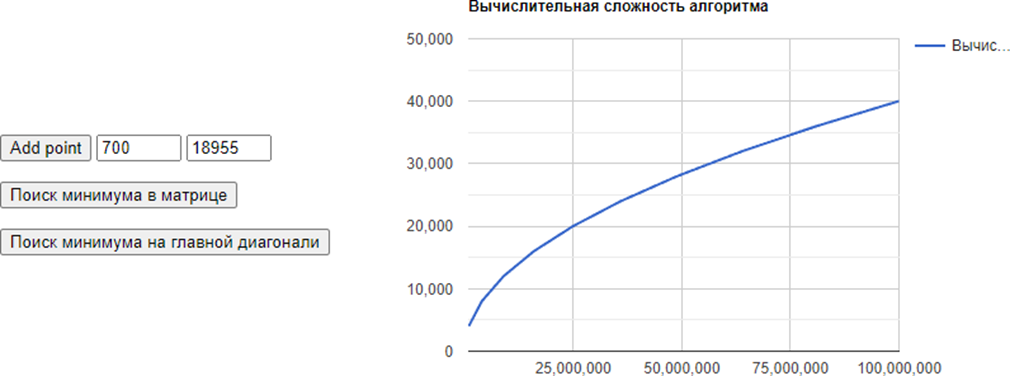 Вычислительная сложность алгоритма
50,000
Вычис...
40,000
Add point 700 18955
30,000
Поиск минимума в матрице
20,000
Поиск минимума на главной диагонали
10,000
0
25,000,000 50,000,000 75,000,000 100,000,000